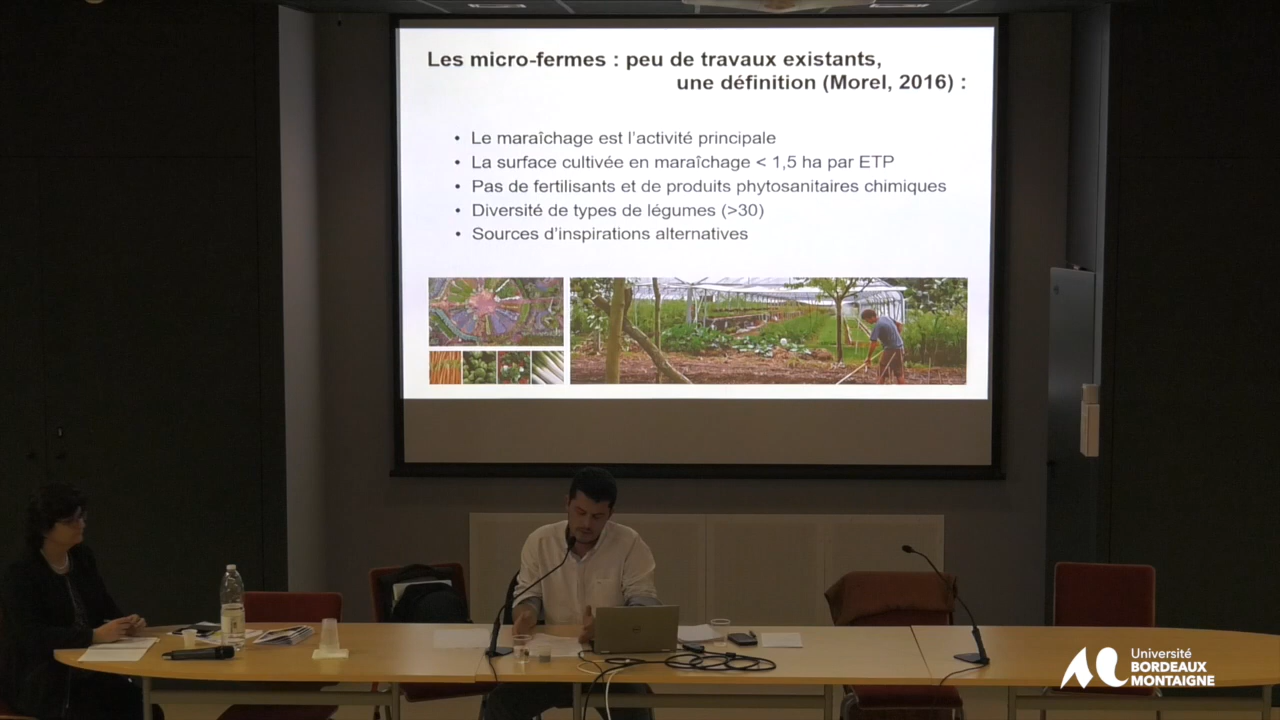 Les micro-fermes : peu de travaux existants,
une définition (Morel, 2016) :
• Le maraîchage est l'activité principale
• La surface cultivée en maraîchage < 1,5 ha par ETP
• Pas de fertilisants et de produits phytosanitaires chimiques
• Diversité de types de légumes (>30)
• Sources d'inspirations alternatives
Université
BORDEAUX
MONTAIGNE